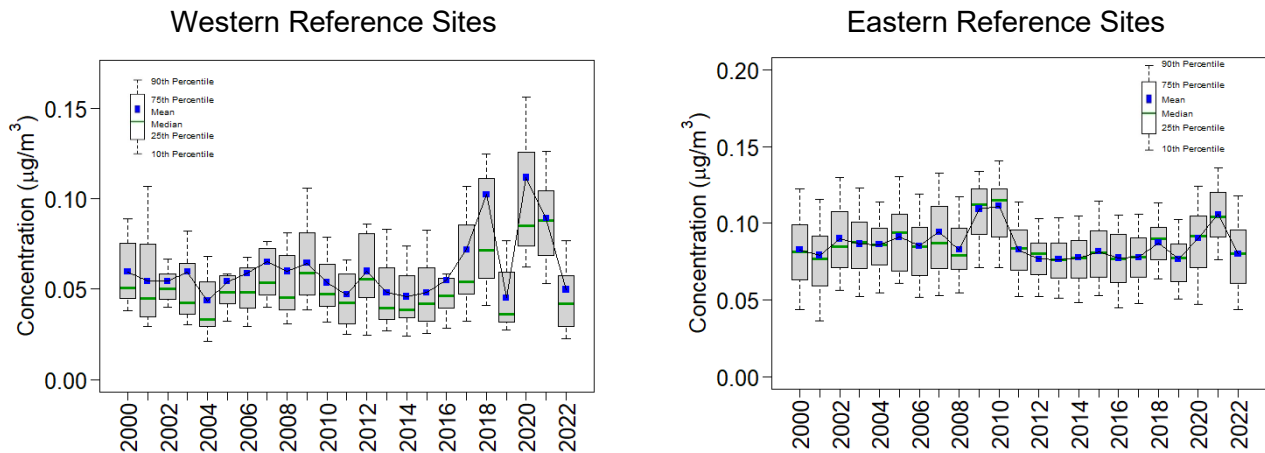 Western Reference Sites
Concentration (µg/m³)
0.15
0.10
0.05
0.00
90th Percentile
75th Percentile
Mean
Median
25th Percentile
10th Percentile
2000
2002
2004
2006
2008
2010
2012
2014
2016
2018
2020
2022
Eastern Reference Sites
Concentration (µg/m³)
0.20
0.15
0.10
0.05
0.00
90th Percentile
75th Percentile
Mean
Median
25th Percentile
10th Percentile
2000
2002
2004
2006
2008
2010
2012
2014
2016
2018
2020
2022